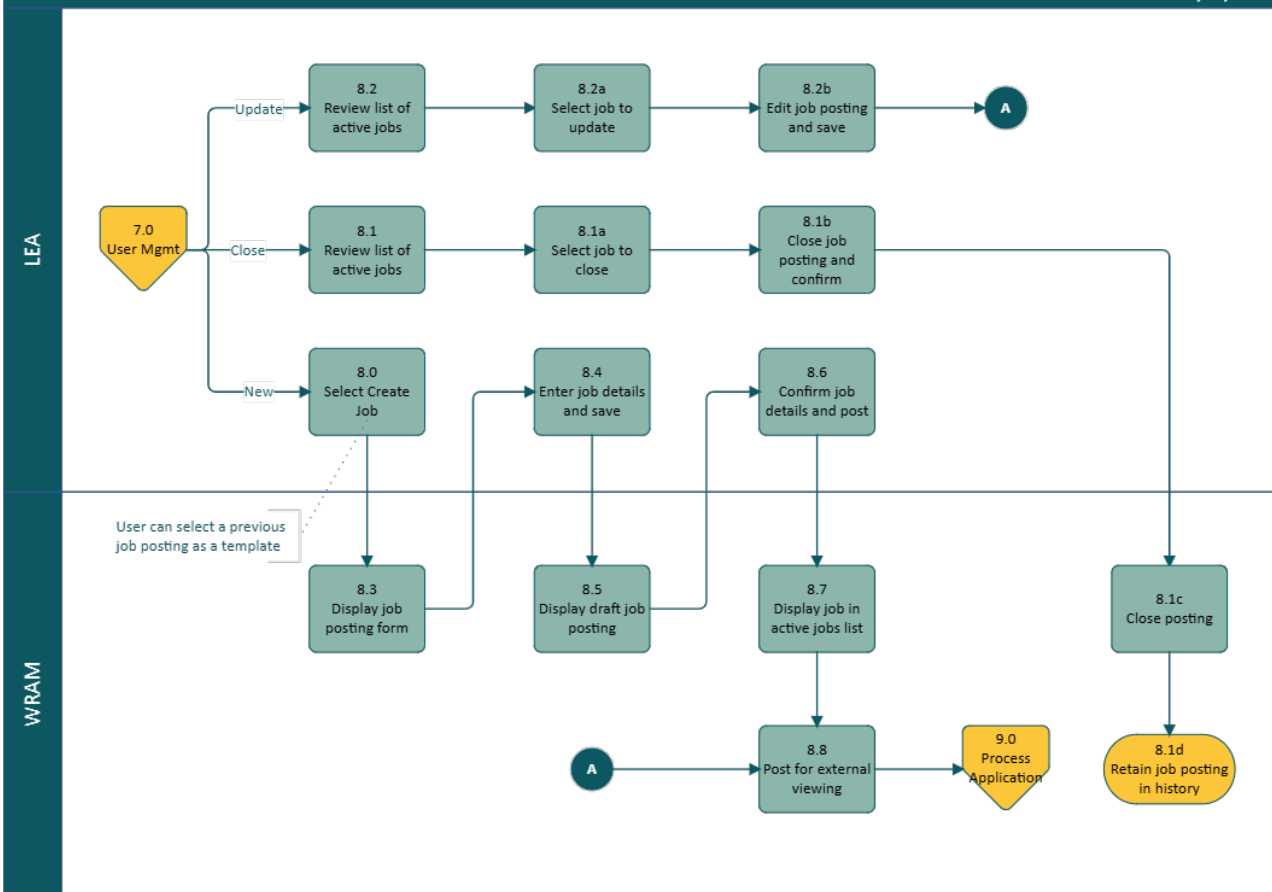 LEA
8.2
Review list of
active jobs
8.2a
Select job to
update
8.2b
Edit job posting
and save
A
Update
7.0
User Mgmt
Close
8.1
Review list of
active jobs
8.1a
Select job to
close
8.1b
Close job
posting and
confirm
New
8.0
Select Create
Job
8.4
Enter job details
and save
8.6
Confirm job
details and post
WRAM
User can select a previous
job posting as a template
8.3
Display job
posting form
8.5
Display draft job
posting
8.7
Display job in
active jobs list
8.1c
Close posting
A
8.8
Post for external
viewing
9.0
Process
Application
8.1d
Retain job posting
in history